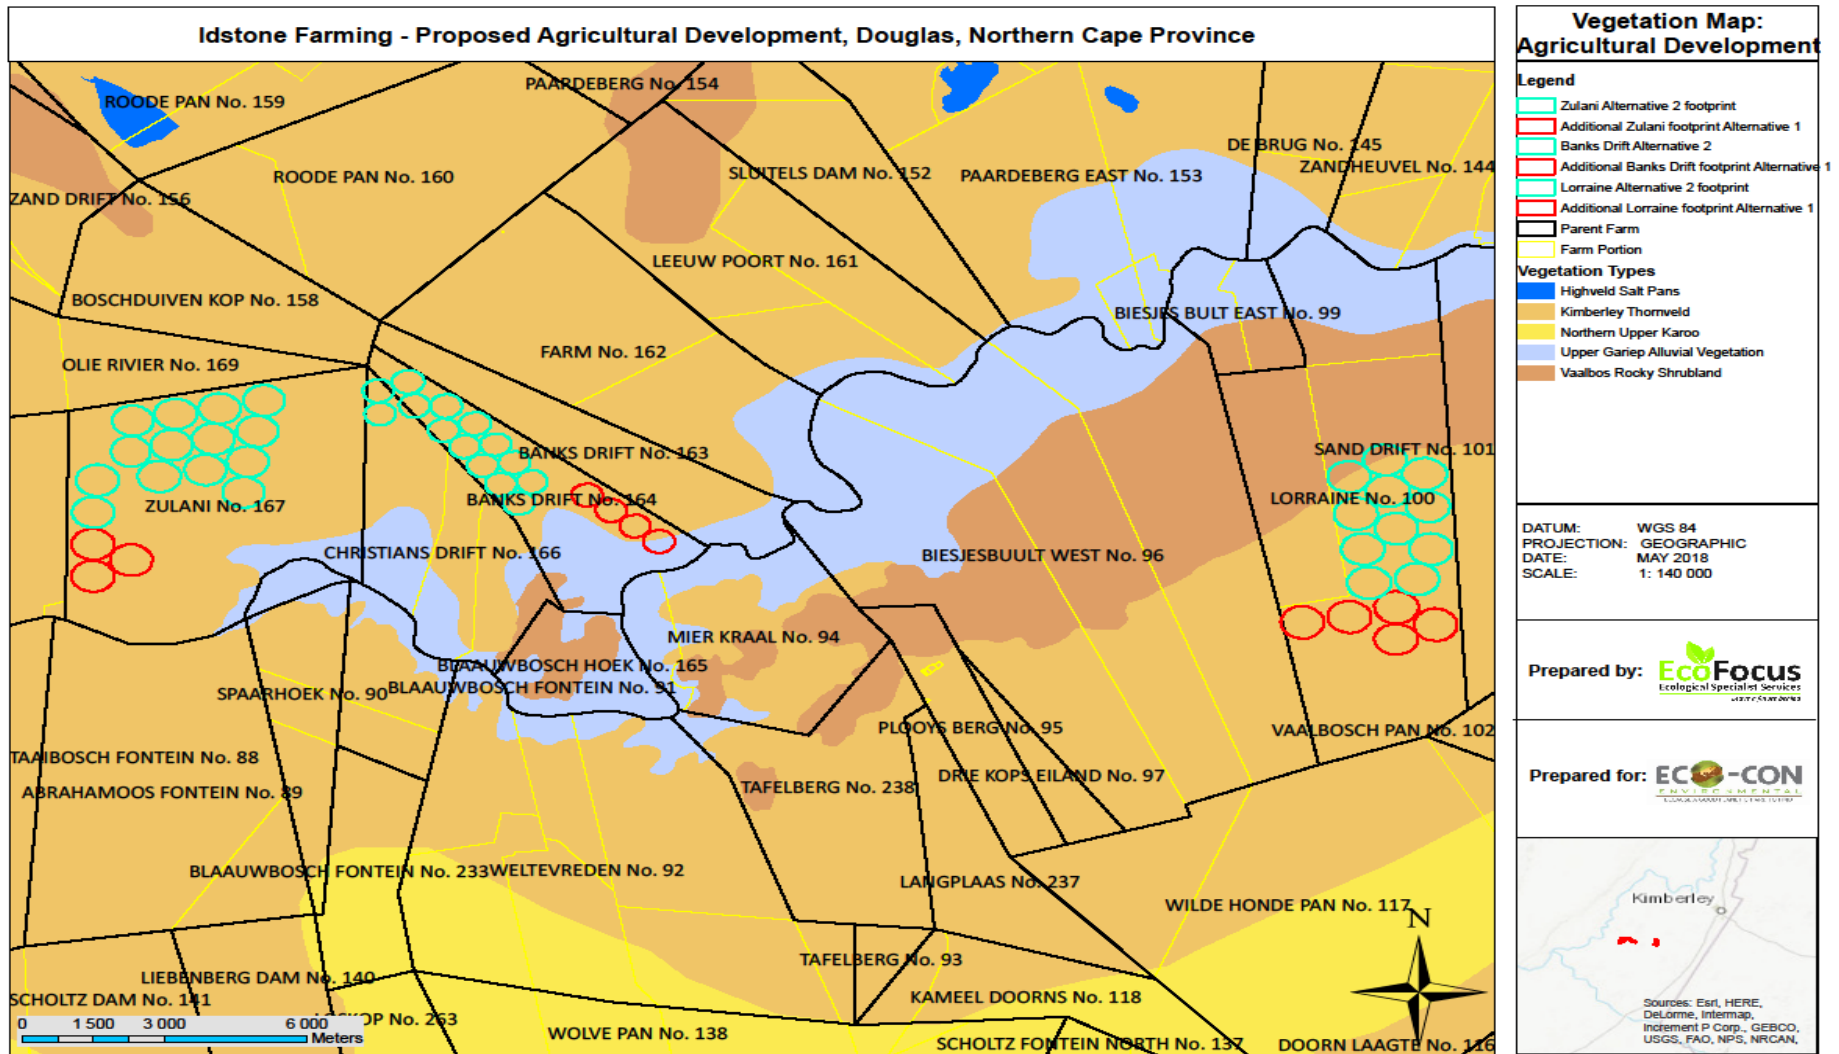 Idstone Farming - Proposed Agricultural Development, Douglas, Northern Cape Province
ROODE PAN No. 159
PAARDEBERG No. 154
DE BRUG No. 145
ZANDHEUVEL No. 144
ROODE PAN No. 160
SLUITELS DAM No. 152
PAARDEBERG EAST No. 153
ZAND DRIFT No. 156
LEEUW POORT No. 161
BOSCHDUIVEN KOP No. 158
BIESJES BULT EAST No. 99
FARM No. 162
OLIE RIVIER No. 169
BANKS DRIFT No. 163
SAND DRIFT No. 101
BANKS DRIFT No. 164
LORRAINE No. 100
ZULANI No. 167
CHRISTIANS DRIFT No. 166
BIESJESBUULT WEST No. 96
MIER KRAAL No. 94
BLAAUWBOSCH HOEK No. 165
SPAARHOEK No. 90
BLAAUWBOSCH FONTEIN No. 91
PLOOYS BERG No. 95
VAALBOSCH PAN No. 102
TAAIBOSCH FONTEIN No. 88
DRIE KOPS EILAND No. 97
ABRAHAMOOS FONTEIN No. 89
TAFELBERG No. 238
BLAAUWBOSCH FONTEIN No. 233
WELTEVREDEN No. 92
LANGPLAAS No. 237
WILDE HONDE PAN No. 117
N
TAFELBERG No. 93
LIEBENBERG DAM No. 140
SCHOLTZ DAM No. 141
KAMEEL DOORNS No. 118
KOP No. 263
WOLVE PAN No. 138
SCHOLTZ FONTEIN NORTH No. 137
DOORN LAAGTE No. 116
0 1 500 3 000 6 000
Meters
Vegetation Map:
Agricultural Development
Legend
Zulani Alternative 2 footprint
Additional Zulani footprint Alternative 1
Banks Drift Alternative 2
Additional Banks Drift footprint Alternative 1
Lorraine Alternative 2 footprint
Additional Lorraine footprint Alternative 1
Parent Farm
Farm Portion
Vegetation Types
Highveld Salt Pans
Kimberley Thornveld
Northern Upper Karoo
Upper Gariep Alluvial Vegetation
Vaalbos Rocky Shrubland
DATUM: WGS 84
PROJECTION: GEOGRAPHIC
DATE: MAY 2018
SCALE: 1: 140 000
Prepared by:
EcoFocus
Ecological Specialist Services
Prepared for:
ECO-CON
ENVIRONMENTAL
Kimberley
Sources: Esri, HERE,
DeLorme, Intermap,
Increment P Corp., GEBCO,
USGS, FAO, NPS, NRCAN,